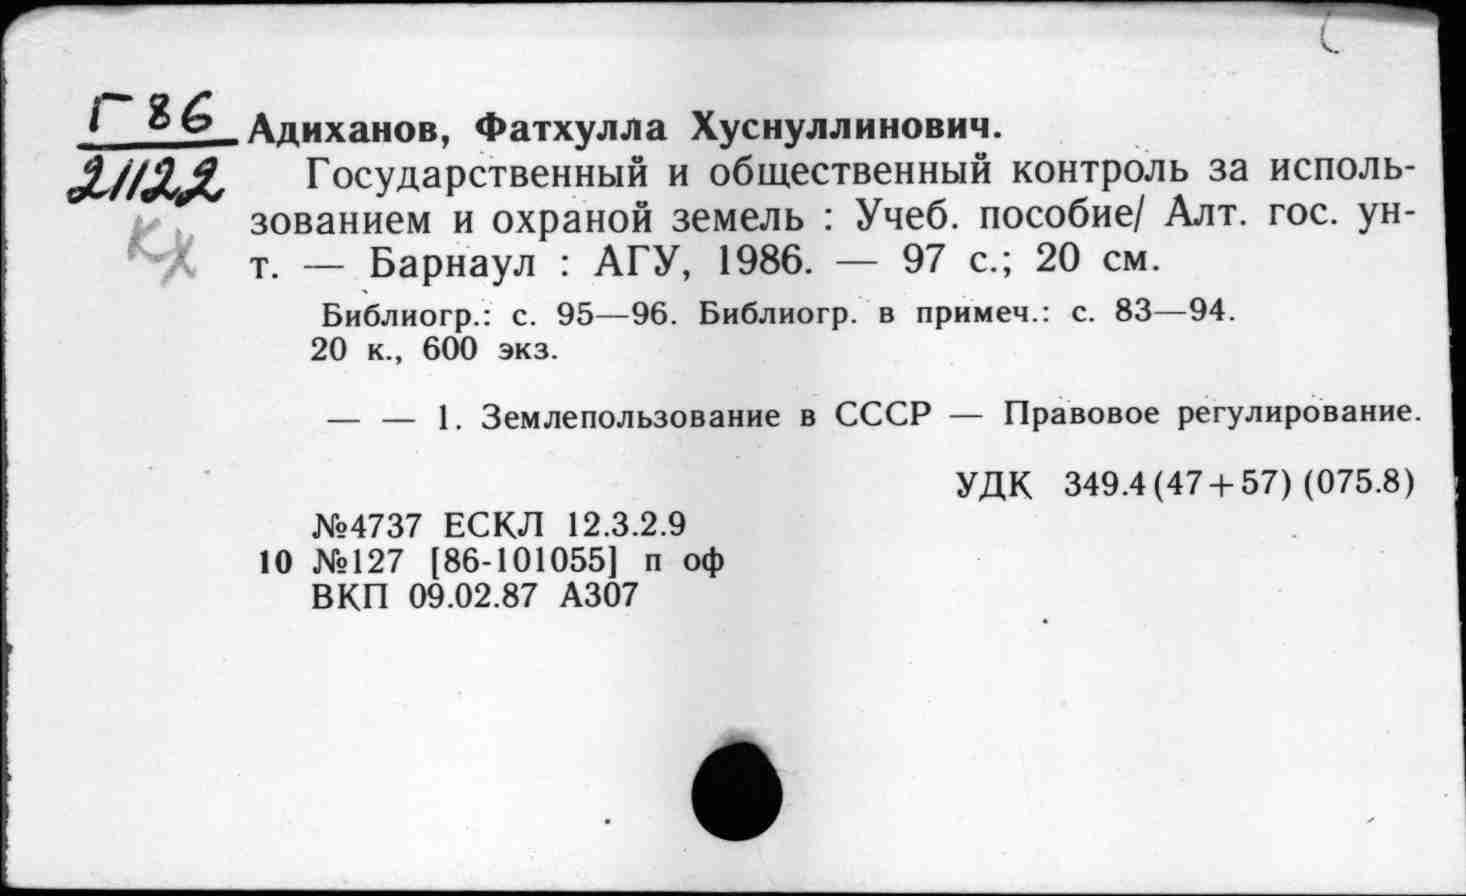 Г 86
21122
Кх
Адиханов, Фатхулла Хуснуллинович.
Государственный и общественный контроль за исполь-
зованием и охраной земель : Учеб. пособие/ Алт. гос. ун-
т. — Барнаул : АГУ, 1986. — 97 с.; 20 см.
Библиогр.: с. 95—96. Библиогр. в примеч.: с. 83—94.
20 к., 600 экз.
— — 1. Землепользование в СССР — Правовое регулирование.
УДК 349.4(47+57)(075.8)
№4737 ЕСКЛ 12.3.2.9
10 №127 [86-101055] п оф
ВКП 09.02.87 А307